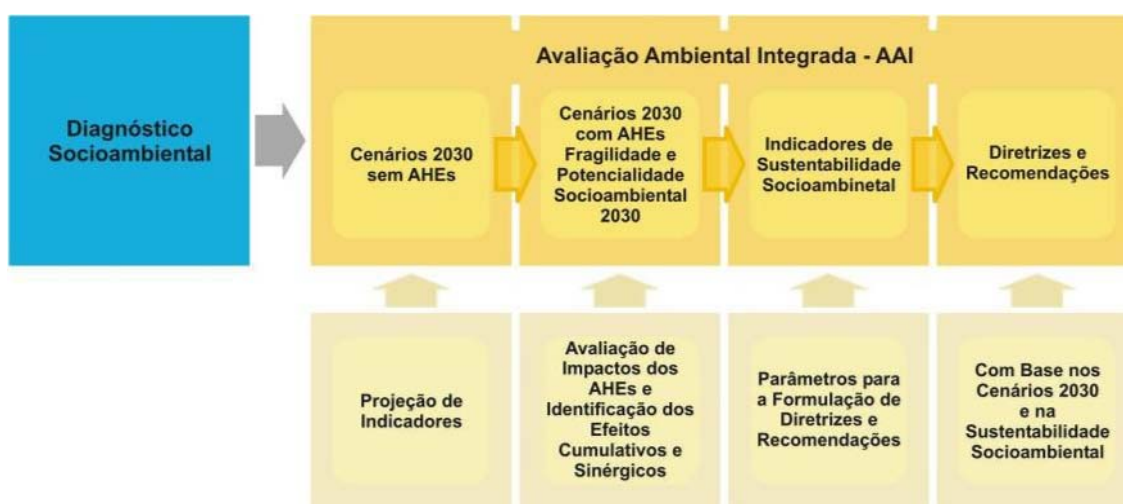 Avaliação Ambiental Integrada - AAI
Diagnóstico
Socioambiental
Cenários 2030
sem AHEs
Cenários 2030
com AHEs
Fragilidade e
Potencialidade
Socioambiental
2030
Indicadores de
Sustentabilidade
Socioambinetal
Diretrizes e
Recomendações
Projeção de
Indicadores
Avaliação de
Impactos dos
AHEs e
Identificação dos
Efeitos
Cumulativos e
Sinérgicos
Parâmetros para
a Formulação de
Diretrizes e
Recomendações
Com Base nos
Cenários 2030
e na
Sustentabilidade
Socioambiental